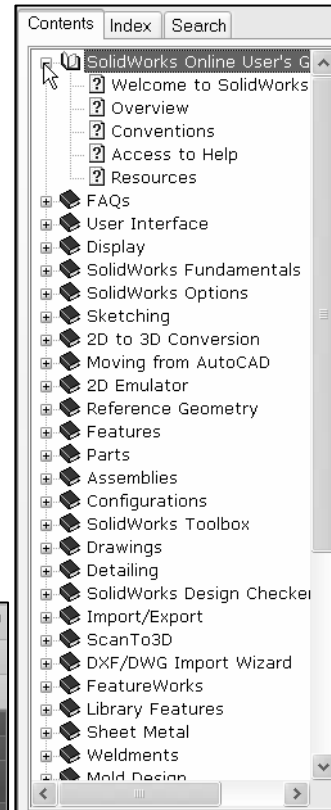 Contents Index Search
SolidWorks Online User's G
Welcome to SolidWorks
Overview
Conventions
Access to Help
Resources
FAQs
User Interface
Display
SolidWorks Fundamentals
SolidWorks Options
Sketching
2D to 3D Conversion
Moving from AutoCAD
2D Emulator
Reference Geometry
Features
Parts
Assemblies
Configurations
SolidWorks Toolbox
Drawings
Detailing
SolidWorks Design Checker
Import/Export
ScanTo3D
DXF/DWG Import Wizard
FeatureWorks
Library Features
Sheet Metal
Weldments
Mold Design